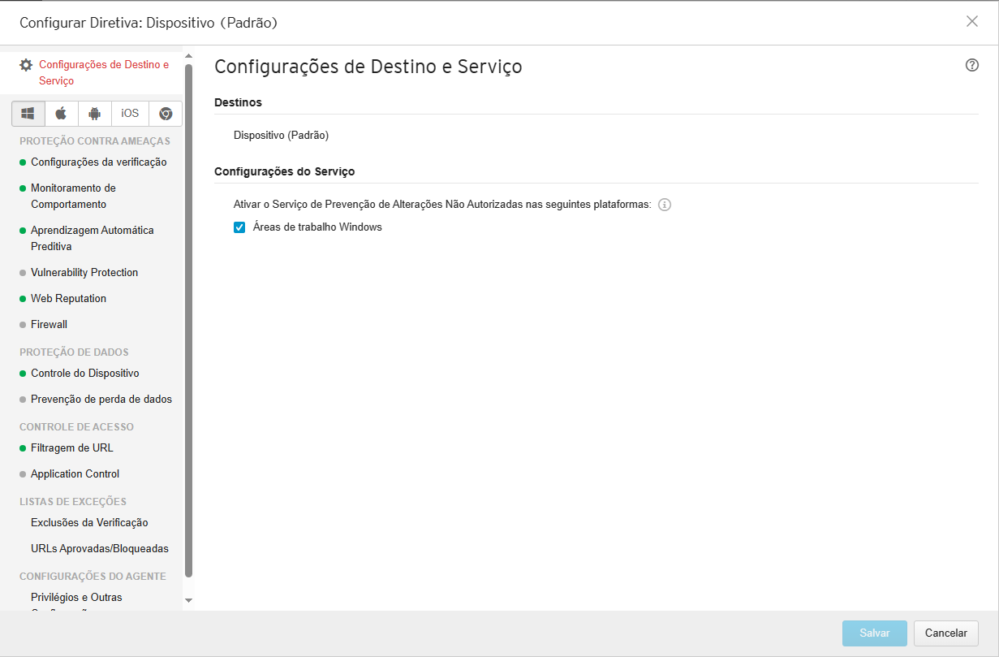 Configurar Diretiva: Dispositivo (Padrão)
Configurações de Destino e
Serviço
iOS
PROTEÇÃO CONTRA AMEAÇAS
Configurações da verificação
Monitoramento de
Comportamento
Aprendizagem Automática
Preditiva
Vulnerability Protection
Web Reputation
Firewall
PROTEÇÃO DE DADOS
Controle do Dispositivo
Prevenção de perda de dados
CONTROLE DE ACESSO
Filtragem de URL
Application Control
LISTAS DE EXCEÇÕES
Exclusões da Verificação
URLs Aprovadas/Bloqueadas
CONFIGURAÇÕES DO AGENTE
Privilégios e Outras
Configurações de Destino e Serviço
Destinos
Dispositivo (Padrão)
Configurações do Serviço
Ativar o Serviço de Prevenção de Alterações Não Autorizadas nas seguintes plataformas:
Áreas de trabalho Windows
Salvar
Cancelar